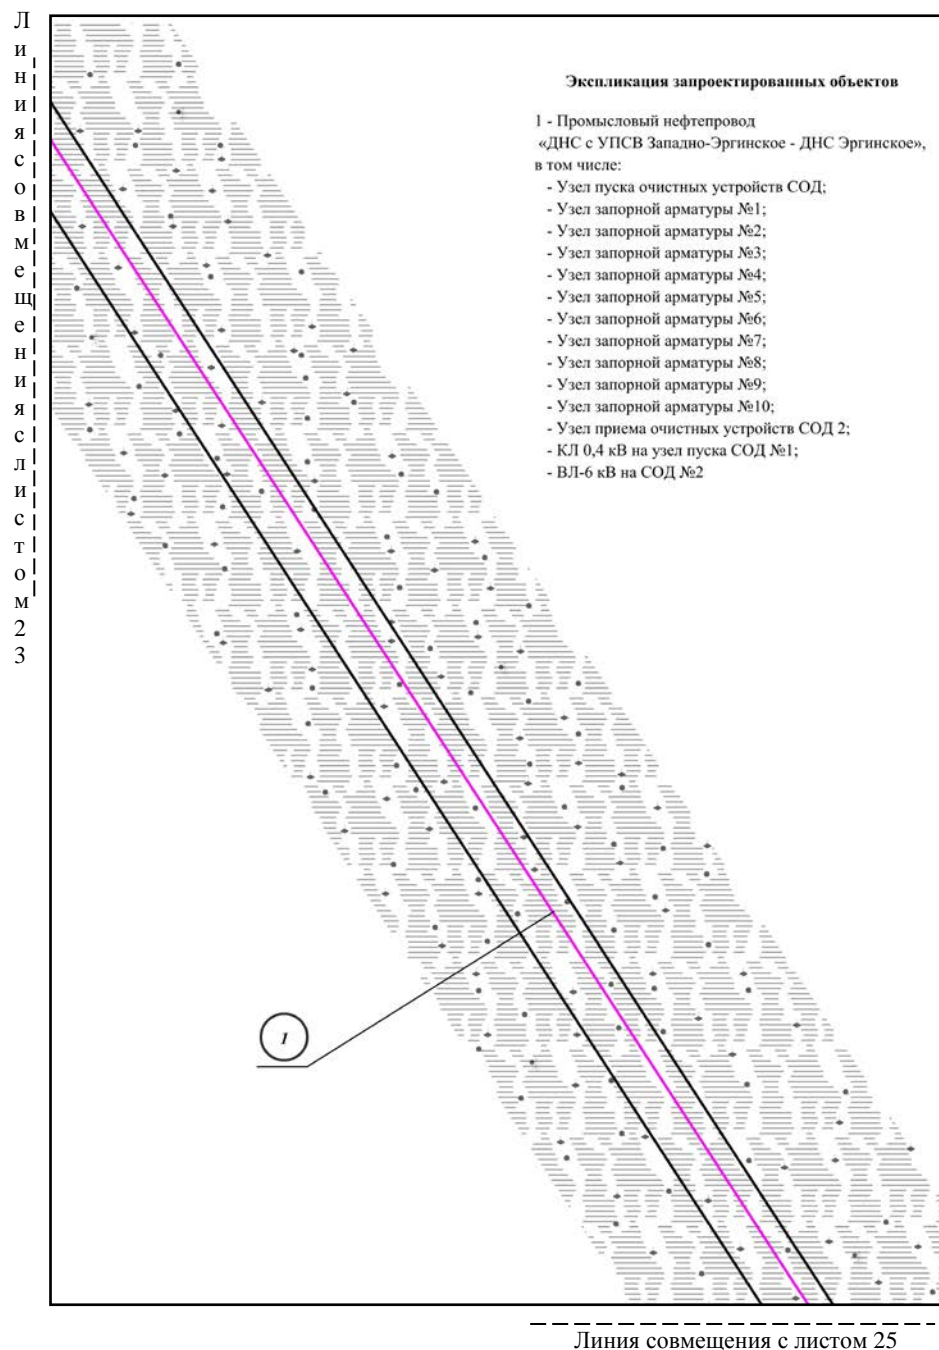 Линия совмещения с листом 23
Экспликация запроектированных объектов
1 - Промысловый нефтепровод
«ДНС с УПСВ Западно-Эргинское - ДНС Эргинское»,
в том числе:
- Узел пуска очистных устройств СОД;
- Узел запорной арматуры №1;
- Узел запорной арматуры №2;
- Узел запорной арматуры №3;
- Узел запорной арматуры №4;
- Узел запорной арматуры №5;
- Узел запорной арматуры №6;
- Узел запорной арматуры №7;
- Узел запорной арматуры №8;
- Узел запорной арматуры №9;
- Узел запорной арматуры №10;
- Узел приема очистных устройств СОД 2;
- КЛ 0,4 кВ на узел пуска СОД №1;
- ВЛ-6 кВ на СОД №2
1
Линия совмещения с листом 25